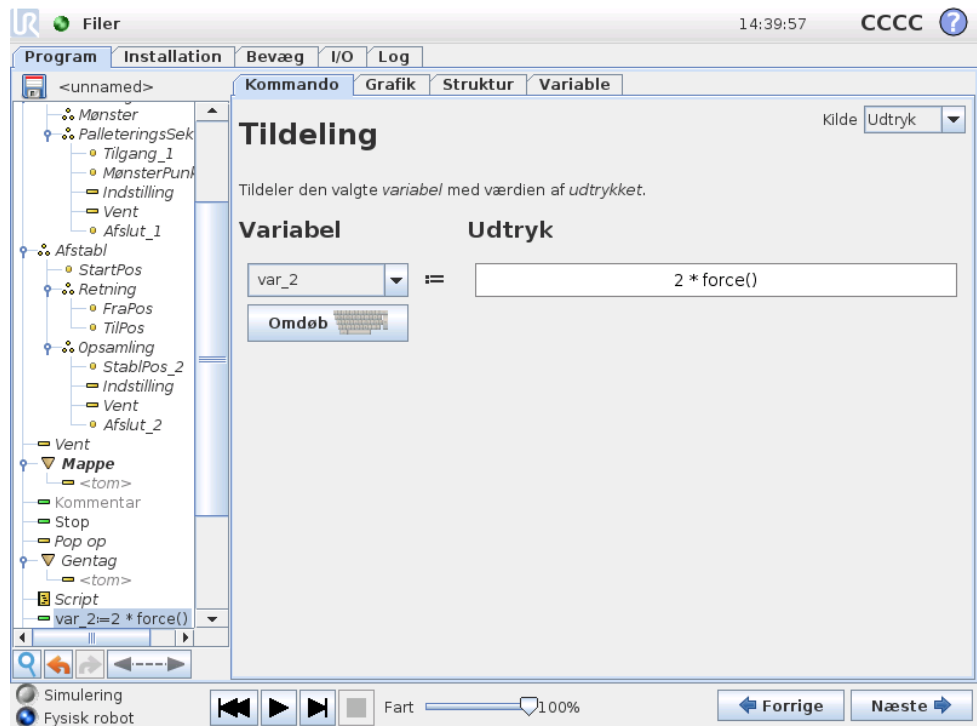 UR Filer 14:39:57 CCCC ?
Program Installation Bevæg I/O Log
<unnamed>
Kommando Grafik Struktur Variable
Mønster
PalleteringsSek
Tilgang_1
MønsterPunk
Indstilling
Vent
Afslut_1
Afstabl
StartPos
Retning
FraPos
TilPos
Opsamling
StablPos_2
Indstilling
Vent
Afslut_2
Vent
Mappe
<tom>
Kommentar
Stop
Pop op
Gentag
<tom>
Script
var_2:=2 * force()
Tildeling
Kilde Udtryk
Tildeler den valgte variabel med værdien af udtrykket.
Variabel Udtryk
var_2 := 2 * force()
Omdøb
Simulering
Fysisk robot
Fart 100%
Forrige Næste